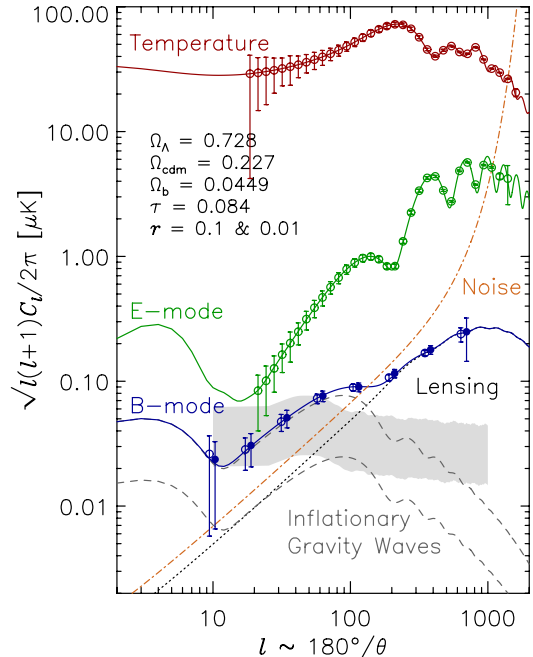 100.00
Temperature
10.00
Ω_Λ = 0.728
Ω_cdm = 0.227
Ω_b = 0.0449
τ = 0.084
r = 0.1 & 0.01
1.00
Noise
E-mode
0.10
Lensing
B-mode
0.01
Inflationary
Gravity Waves
10 100 1000
l ~ 180°/θ
√l(l+1)C_l/2π [μK]